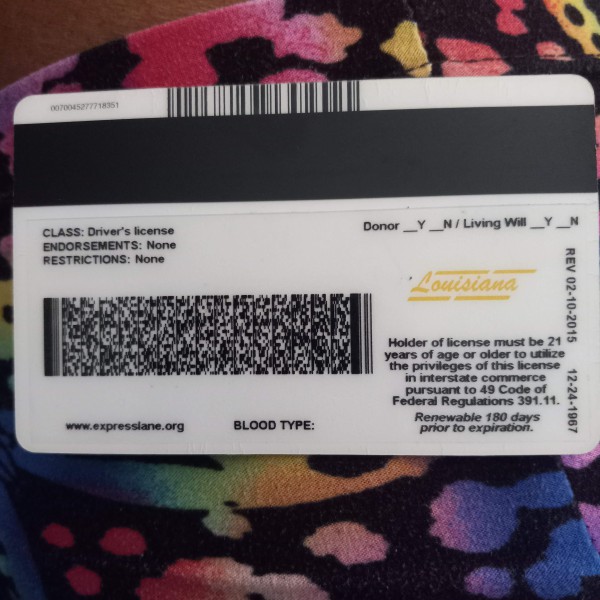 0070045277718351
CLASS: Driver's license
ENDORSEMENTS: None
RESTRICTIONS: None
Donor __Y __N / Living Will __Y __N
Louisiana
REV 02-10-2015
12-24-1967
Holder of license must be 21
years of age or older to utilize
the privileges of this license
in interstate commerce
pursuant to 49 Code of
Federal Regulations 391.11.
Renewable 180 days
prior to expiration.
www.expresslane.org
BLOOD TYPE: